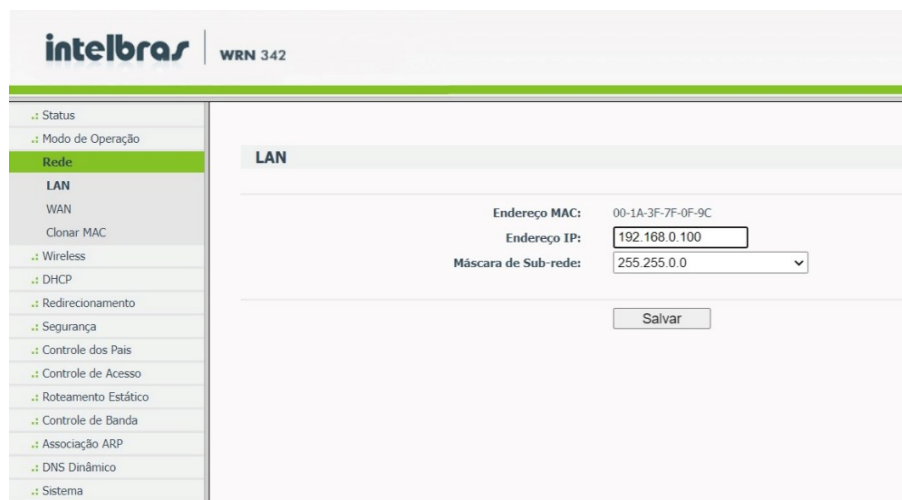 intelbras WRN 342
.: Status
.: Modo de Operação
Rede
LAN
WAN
Clonar MAC
.: Wireless
.: DHCP
.: Redirecionamento
.: Segurança
.: Controle dos Pais
.: Controle de Acesso
.: Roteamento Estático
.: Controle de Banda
.: Associação ARP
.: DNS Dinâmico
.: Sistema
LAN
Endereço MAC: 00-1A-3F-7F-0F-9C
Endereço IP: 192.168.0.100
Máscara de Sub-rede: 255.255.0.0
Salvar